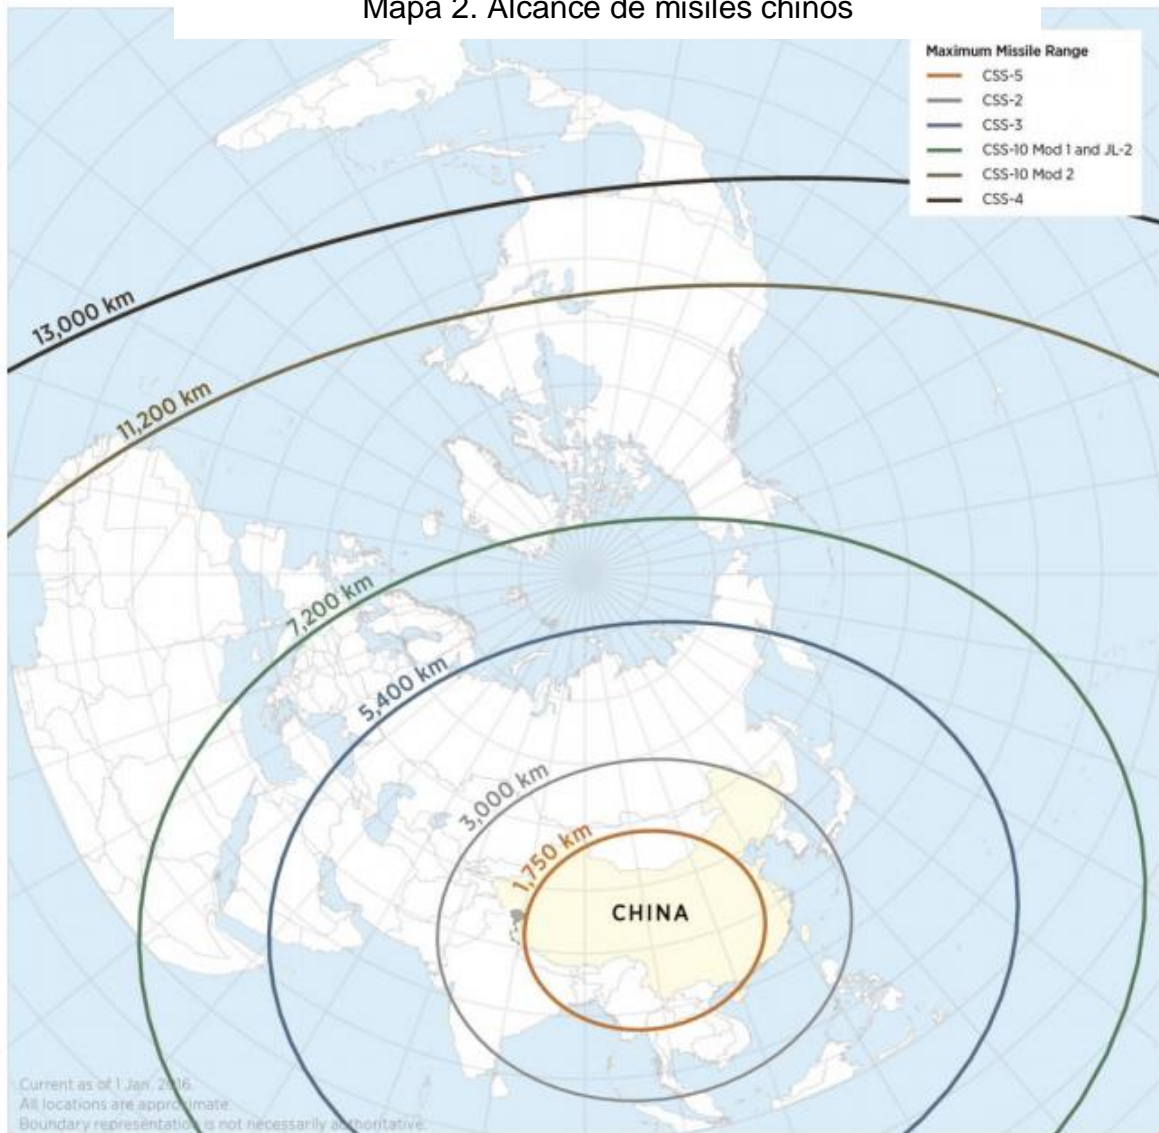 Mapa 2. Alcance de misiles chinos
Maximum Missile Range
CSS-5
CSS-2
CSS-3
CSS-10 Mod 1 and JL-2
CSS-10 Mod 2
CSS-4
13,000 km
11,200 km
7,200 km
5,400 km
3,000 km
1,750 km
CHINA
Current as of 1 Jan. 2016.
All locations are approximate.
Boundary representation is not necessarily authoritative.